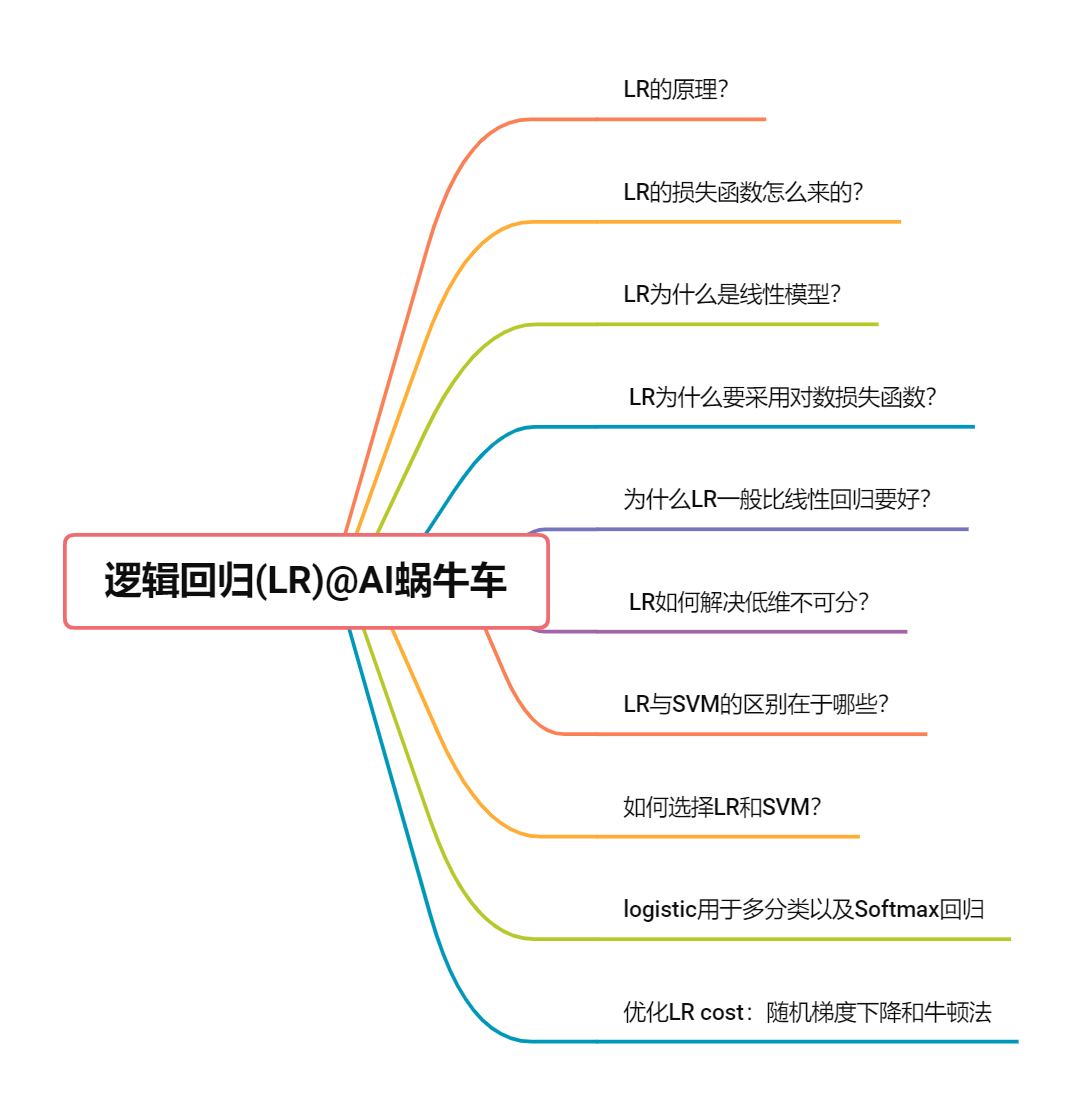 LR的原理？
LR的损失函数怎么来的？
LR为什么是线性模型？
LR为什么要采用对数损失函数？
为什么LR一般比线性回归要好？
逻辑回归(LR)@AI蜗牛车
LR如何解决低维不可分？
LR与SVM的区别在于哪些？
如何选择LR和SVM？
logistic用于多分类以及Softmax回归
优化LR cost：随机梯度下降和牛顿法